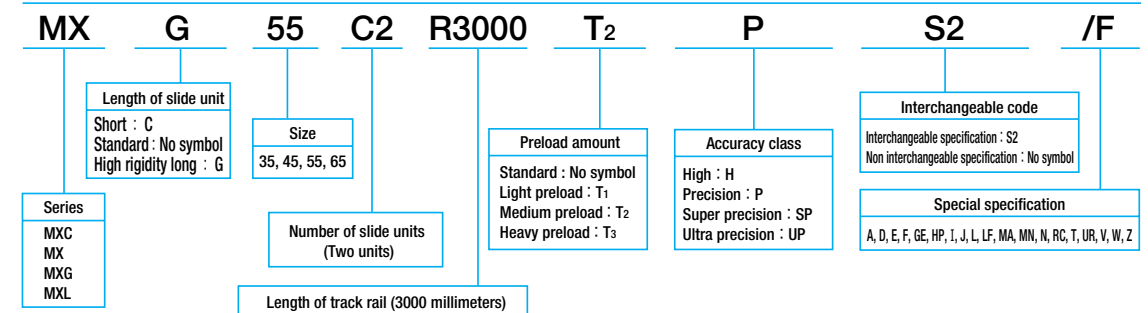 MX G 55 C2 R3000 T2 P S2 /F
Length of slide unit
Short : C
Standard : No symbol
High rigidity long : G
Size
35, 45, 55, 65
Preload amount
Standard : No symbol
Light preload : T1
Medium preload : T2
Heavy preload : T3
Accuracy class
High : H
Precision : P
Super precision : SP
Ultra precision : UP
Interchangeable code
Interchangeable specification : S2
Non interchangeable specification : No symbol
Series
MXC
MX
MXG
MXL
Number of slide units
(Two units)
Special specification
A, D, E, F, GE, HP, I, J, L, LF, MA, MN, N, RC, T, UR, V, W, Z
Length of track rail (3000 millimeters)